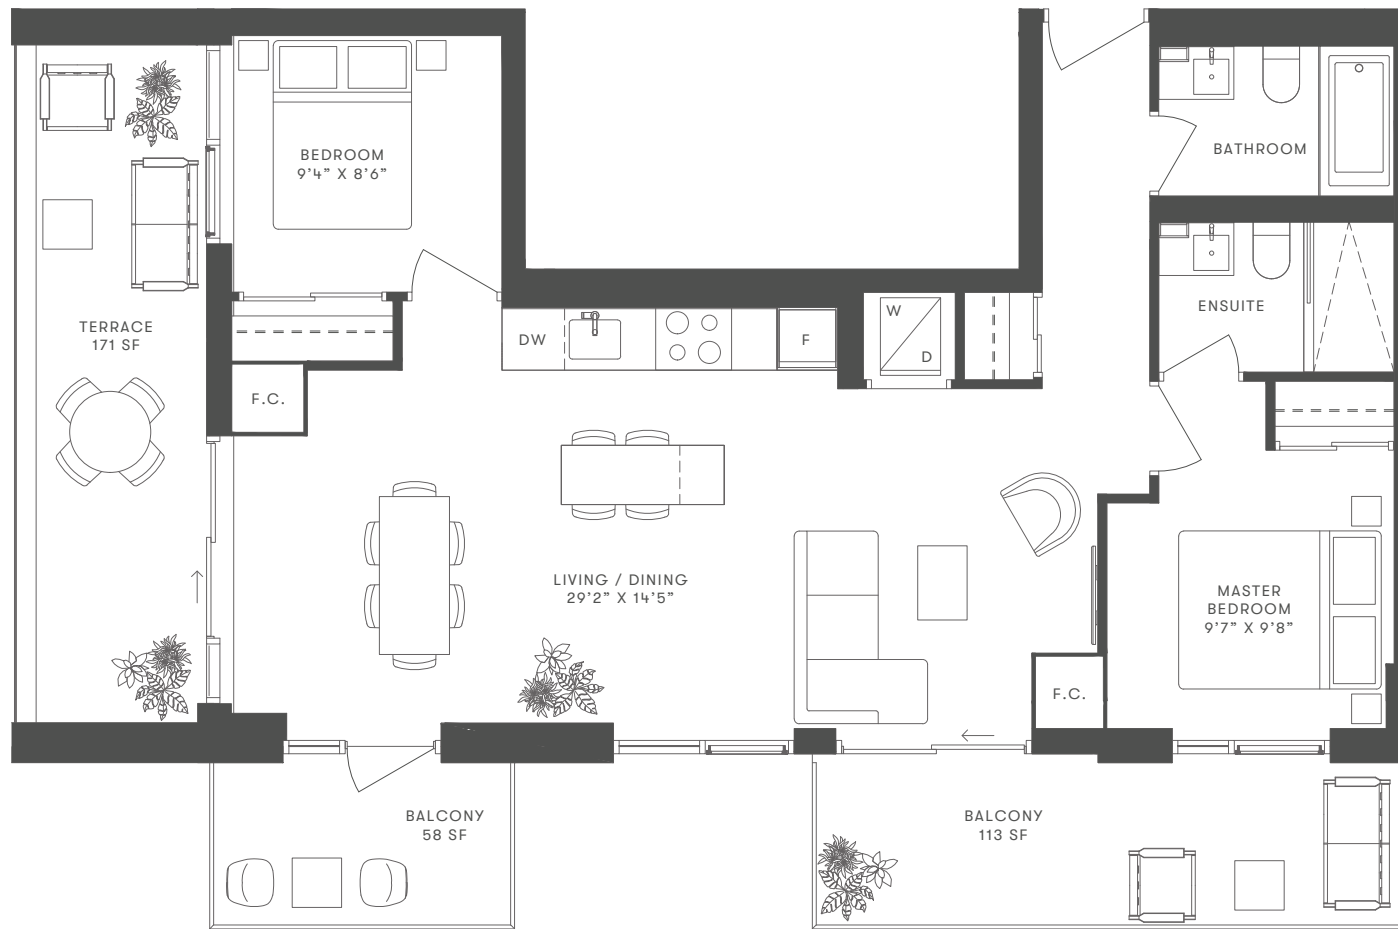 BEDROOM
9’4” X 8’6”
BATHROOM
ENSUITE
TERRACE
171 SF
DW
F
W
D
F.C.
LIVING / DINING
29’2” X 14’5”
MASTER
BEDROOM
9’7” X 9’8”
F.C.
BALCONY
58 SF
BALCONY
113 SF